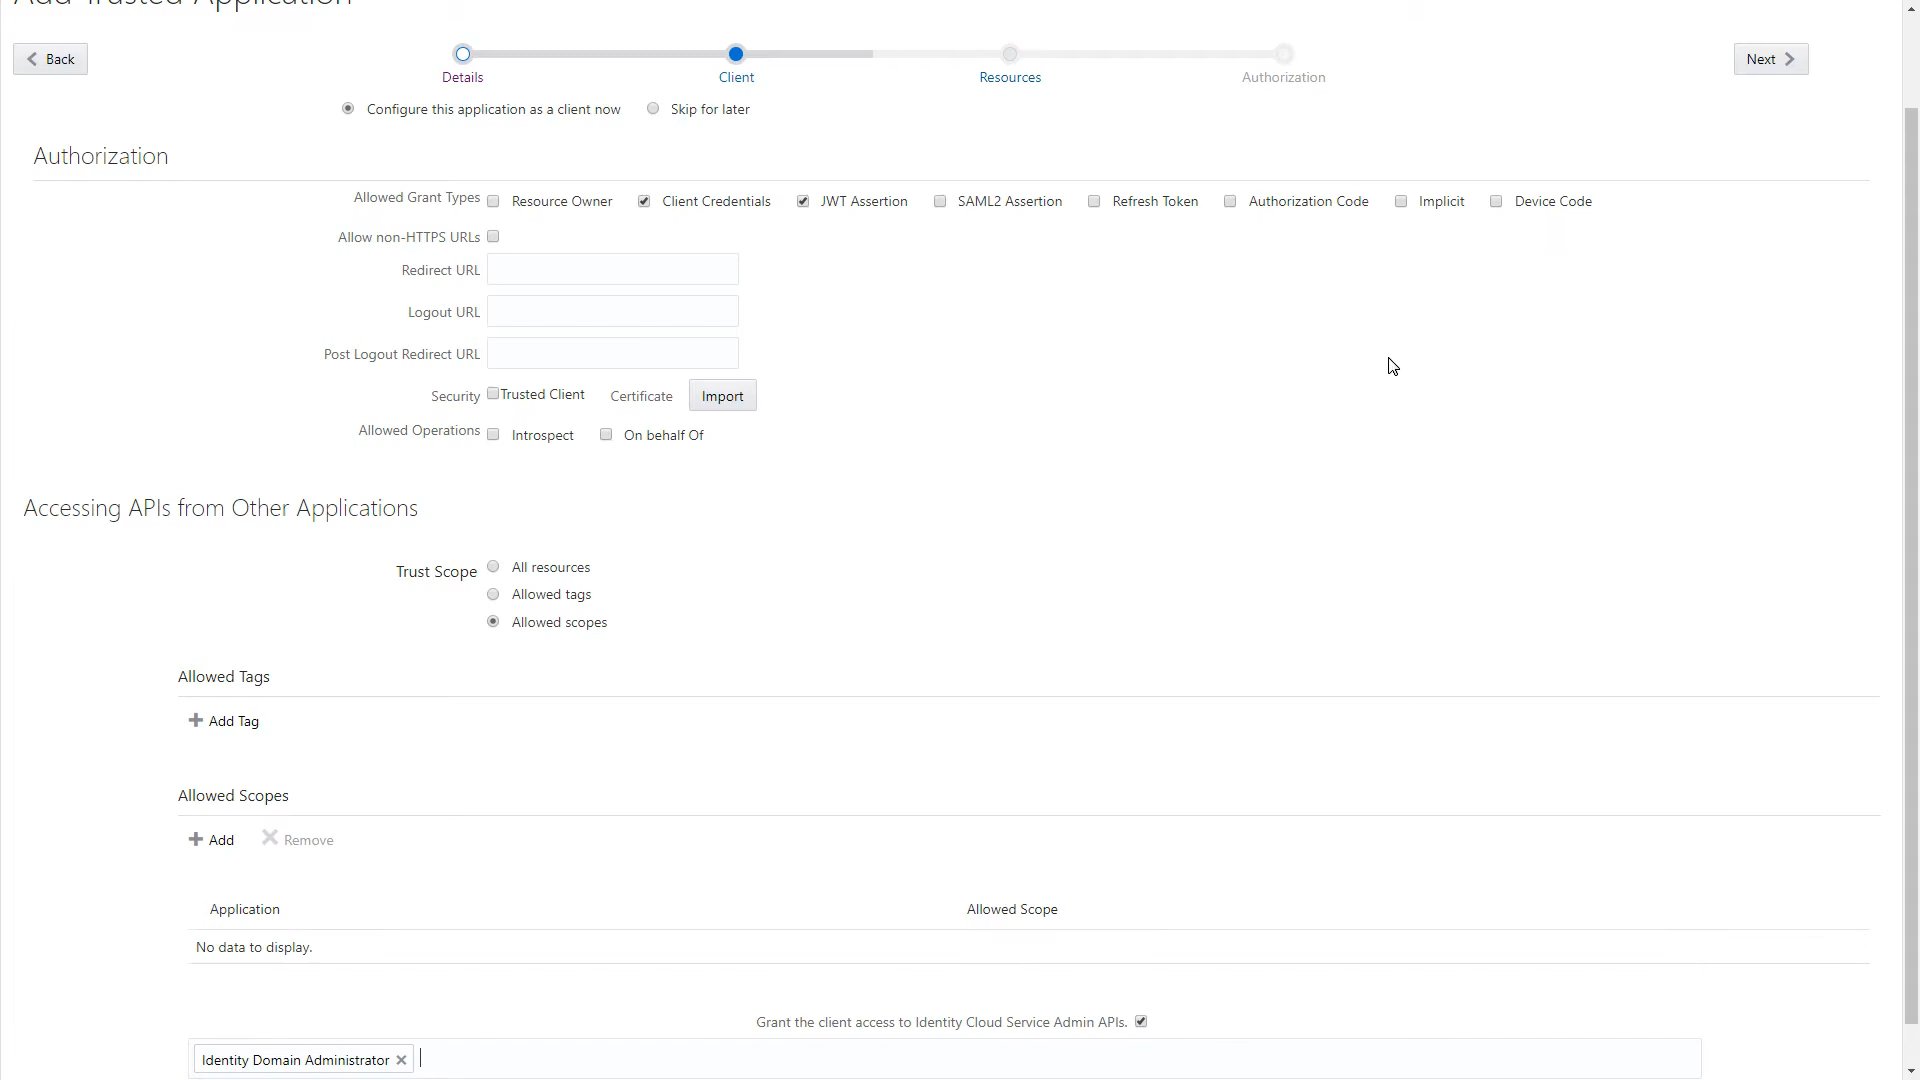 Add Trusted Application
Back
Details
Client
Resources
Authorization
Next
Configure this application as a client now Skip for later
Authorization
Allowed Grant Types Resource Owner Client Credentials JWT Assertion SAML2 Assertion Refresh Token Authorization Code Implicit Device Code
Allow non-HTTPS URLs
Redirect URL
Logout URL
Post Logout Redirect URL
Security Trusted Client Certificate Import
Allowed Operations Introspect On behalf Of
Accessing APIs from Other Applications
Trust Scope All resources
Allowed tags
Allowed scopes
Allowed Tags
Add Tag
Allowed Scopes
Add Remove
Application Allowed Scope
No data to display.
Grant the client access to Identity Cloud Service Admin APIs.
Identity Domain Administrator